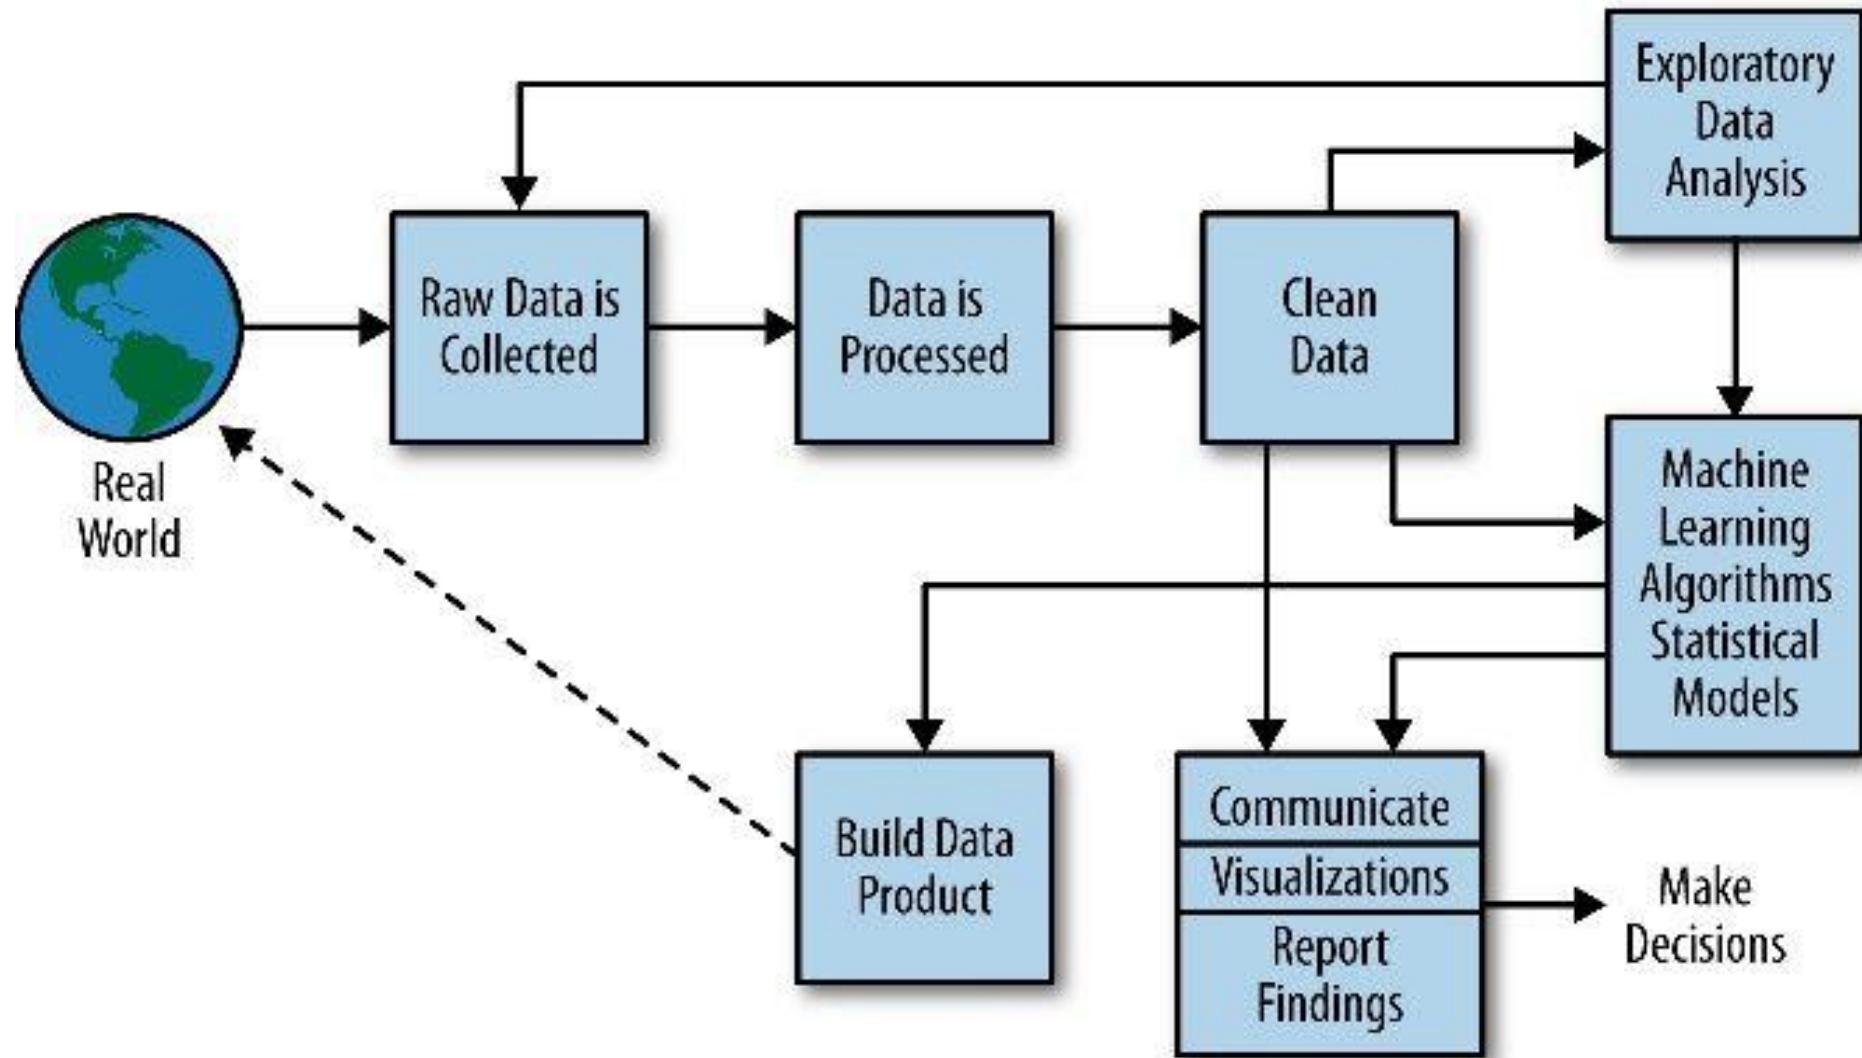 Exploratory
Data
Analysis
Raw Data is
Collected
Data is
Processed
Clean
Data
Real
World
Machine
Learning
Algorithms
Statistical
Models
Build Data
Product
Communicate
Visualizations
Report
Findings
Make
Decisions